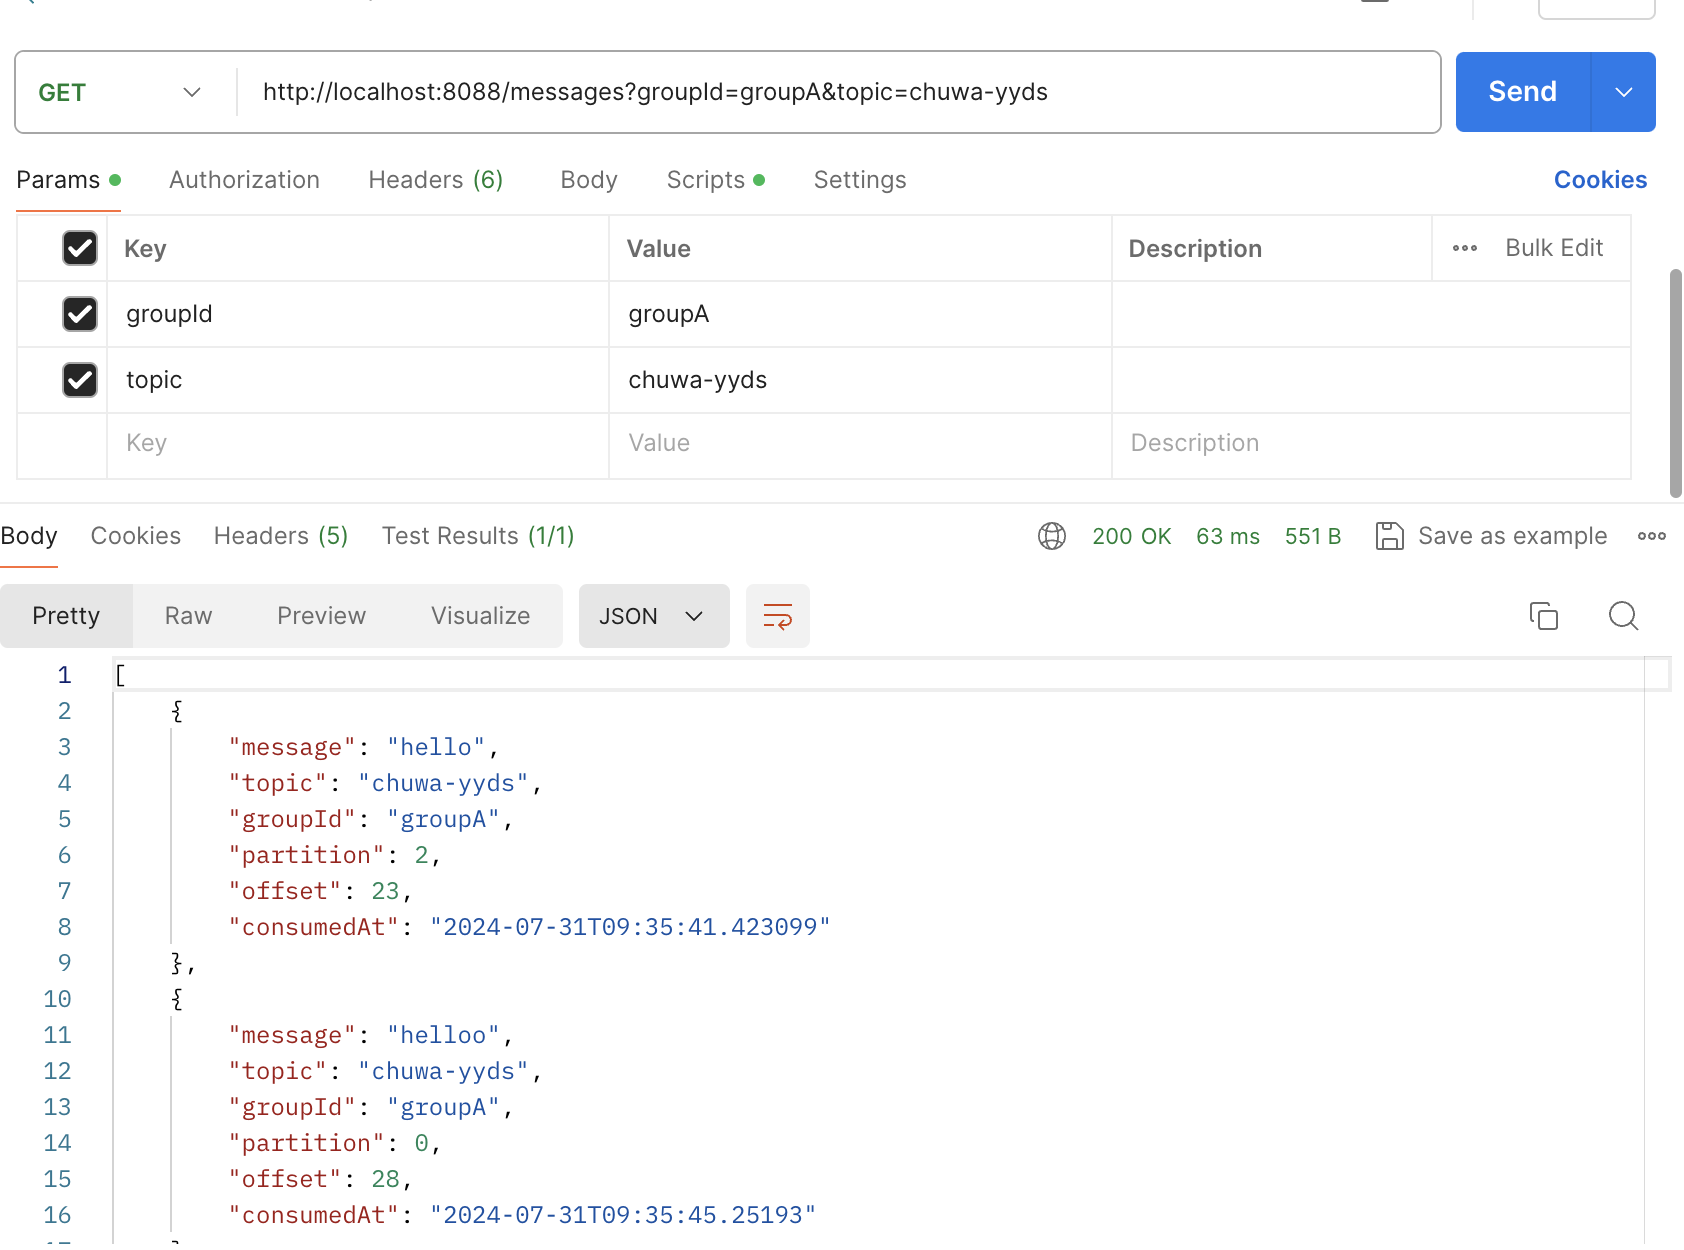 GET http://localhost:8088/messages?groupId=groupA&topic=chuwa-yyds Send
Params Authorization Headers (6) Body Scripts Settings Cookies
Key Value Description Bulk Edit
groupId groupA
topic chuwa-yyds
Key Value Description
Body Cookies Headers (5) Test Results (1/1) 200 OK 63 ms 551 B Save as example
Pretty Raw Preview Visualize JSON
1 [
2 {
3 "message": "hello",
4 "topic": "chuwa-yyds",
5 "groupId": "groupA",
6 "partition": 2,
7 "offset": 23,
8 "consumedAt": "2024-07-31T09:35:41.423099"
9 },
10 {
11 "message": "helloo",
12 "topic": "chuwa-yyds",
13 "groupId": "groupA",
14 "partition": 0,
15 "offset": 28,
16 "consumedAt": "2024-07-31T09:35:45.25193"